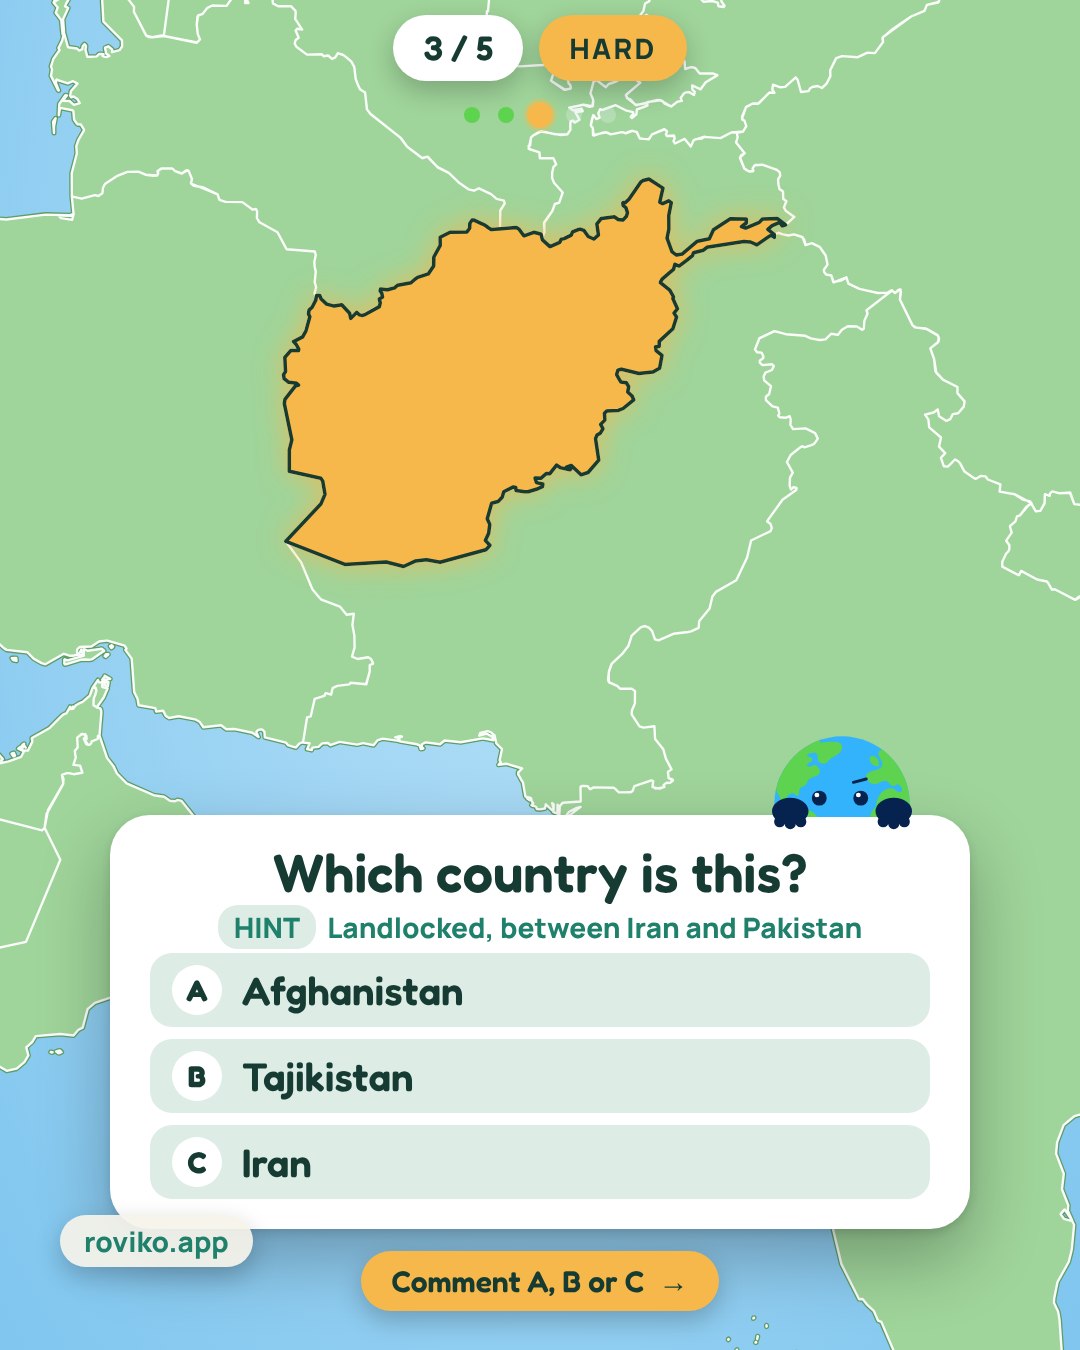 3 / 5
HARD
Which country is this?
HINT Landlocked, between Iran and Pakistan
A Afghanistan
B Tajikistan
C Iran
roviko.app
Comment A, B or C →